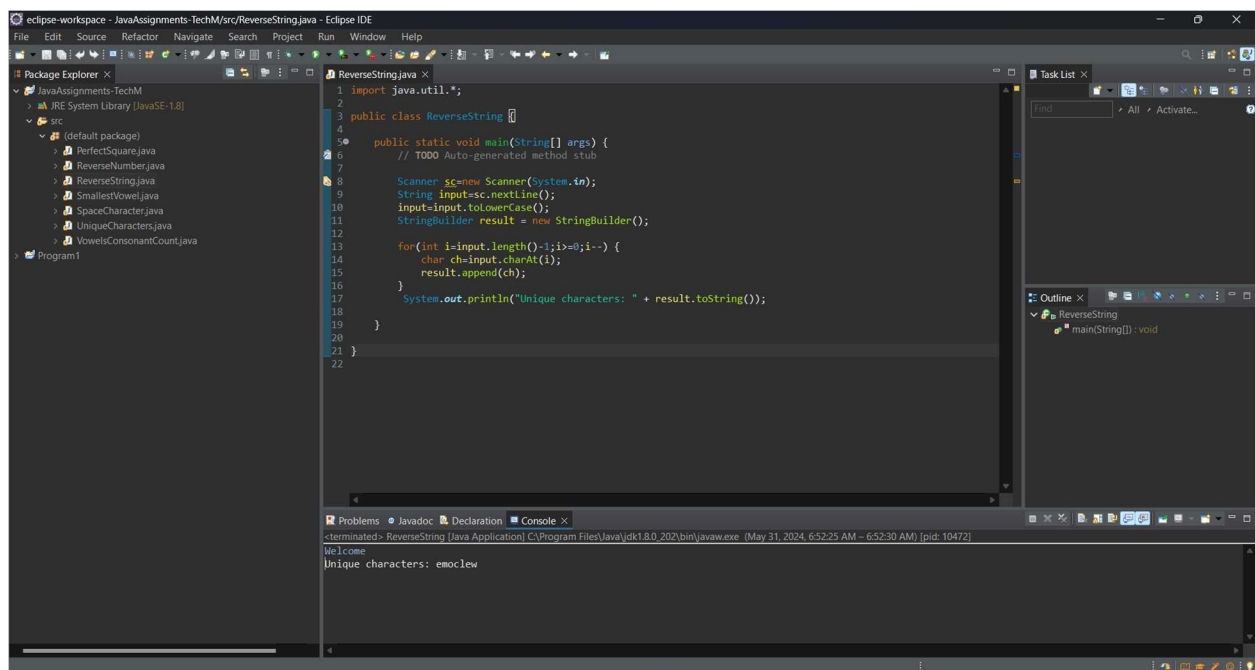 eclipse-workspace - JavaAssignments-TechM/src/ReverseString.java - Eclipse IDE
File Edit Source Refactor Navigate Search Project Run Window Help
Package Explorer
JavaAssignments-TechM
JRE System Library [JavaSE-1.8]
src
(default package)
PerfectSquare.java
ReverseNumber.java
ReverseString.java
SmallestVowel.java
SpaceCharacter.java
UniqueCharacters.java
VowelsConsonantCount.java
Program1
ReverseString.java
1 import java.util.*;
2
3 public class ReverseString {
4
5 public static void main(String[] args) {
6 // TODO Auto-generated method stub
7
8 Scanner sc=new Scanner(System.in);
9 String input=sc.nextLine();
10 input=input.toLowerCase();
11 StringBuilder result = new StringBuilder();
12
13 for(int i=input.length()-1;i>=0;i--) {
14 char ch=input.charAt(i);
15 result.append(ch);
16 }
17 System.out.println("Unique characters: " + result.toString());
18
19 }
20
21 }
22
Task List
Find All Activate...
Outline
ReverseString
main(String[]) : void
Problems Javadoc Declaration Console
<terminated> ReverseString [Java Application] C:\Program Files\Java\jdk1.8.0_202\bin\javaw.exe (May 31, 2024, 6:52:25 AM – 6:52:30 AM) [pid: 10472]
Welcome
Unique characters: emoclew